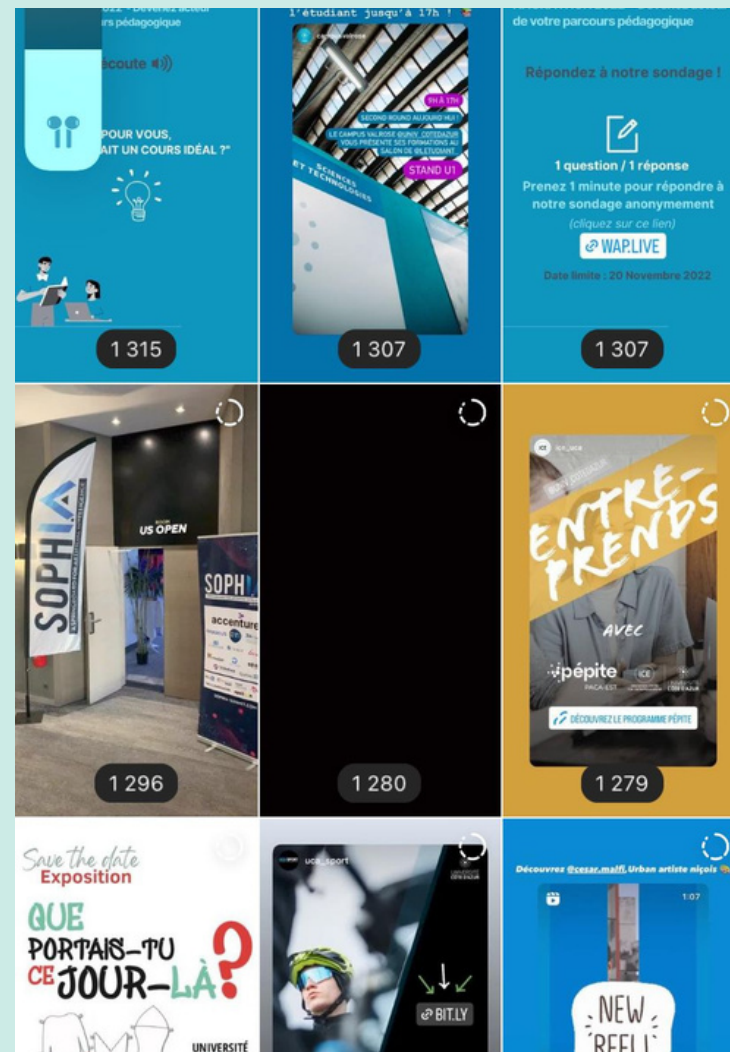 Devenez acteur
rs pédagogique
écoute
POUR VOUS,
AIT UN COURS IDÉAL ?"
1 315
l'étudiant jusqu'à 17h !
9H À 17H
SECOND ROUND AUJOURD'HUI !
LE CAMPUS VALROSE @UNIV_COTEDAZUR
VOUS PRÉSENTE SES FORMATIONS AU
SALON DE @LETUDIANT.
STAND U1
SCIENCES
ET TECHNOLOGIES
1 307
de votre parcours pédagogique
Répondez à notre sondage !
1 question / 1 réponse
Prenez 1 minute pour répondre à
notre sondage anonymement
(cliquez sur ce lien)
WAP.LIVE
Date limite : 20 Novembre 2022
1 307
SOPHIA
US OPEN
SOPH
accenture
1 296
1 280
ice_uca
ENTRE-
PRENDS
AVEC
pépite
PACA-EST
ICE
DÉCOUVREZ LE PROGRAMME PÉPITE
1 279
Save the date
Exposition
QUE
PORTAIS-TU
CE JOUR-LÀ ?
UNIVERSITÉ
uca_sport
BIT.LY
Découvrez @cesar.malfi, Urban artiste niçois
1:07
NEW
REEL!